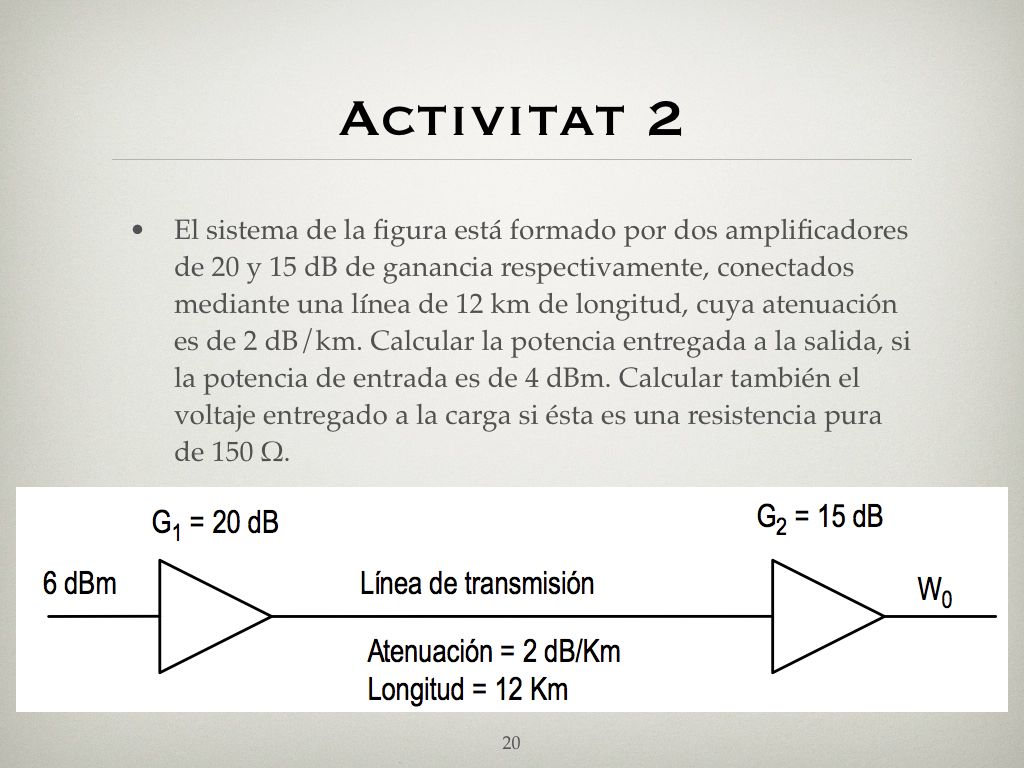 ACTIVITAT 2
• El sistema de la figura está formado por dos amplificadores
de 20 y 15 dB de ganancia respectivamente, conectados
mediante una línea de 12 km de longitud, cuya atenuación
es de 2 dB/km. Calcular la potencia entregada a la salida, si
la potencia de entrada es de 4 dBm. Calcular también el
voltaje entregado a la carga si ésta es una resistencia pura
de 150 Ω.
G₁ = 20 dB
G₂ = 15 dB
6 dBm
Línea de transmisión
W₀
Atenuación = 2 dB/Km
Longitud = 12 Km
20